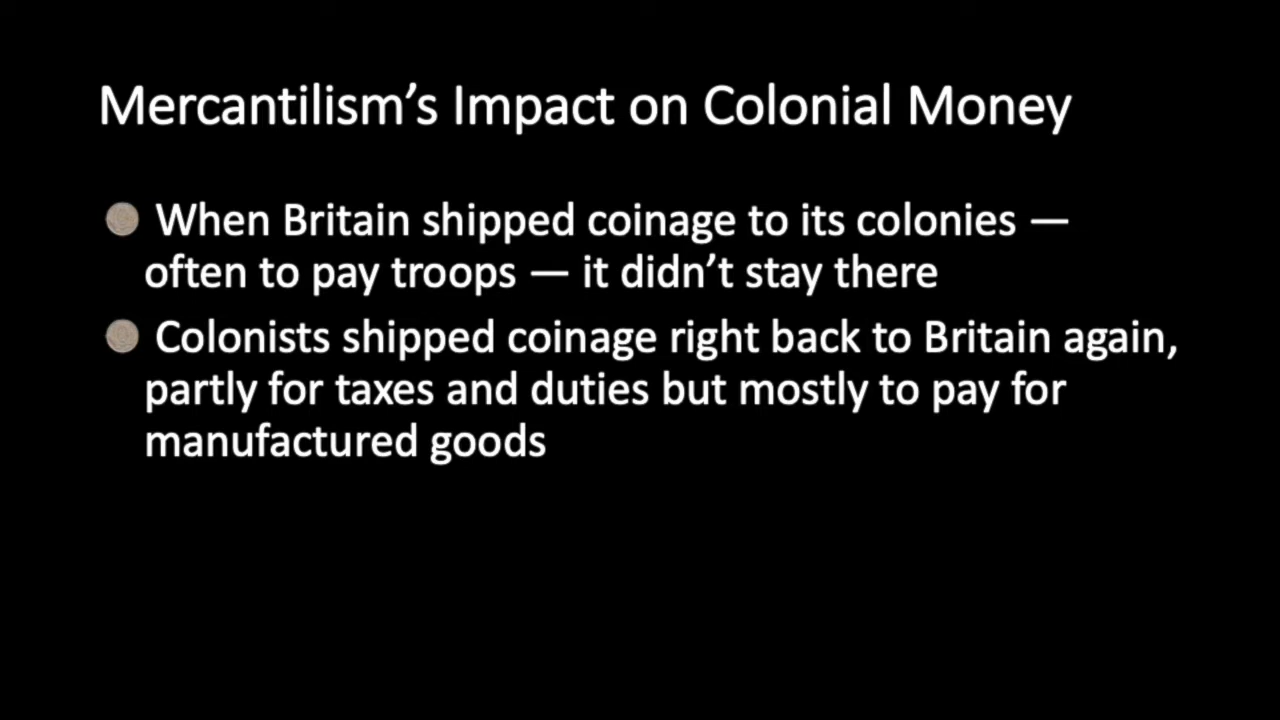 Mercantilism’s Impact on Colonial Money
When Britain shipped coinage to its colonies —
often to pay troops — it didn’t stay there
Colonists shipped coinage right back to Britain again,
partly for taxes and duties but mostly to pay for
manufactured goods